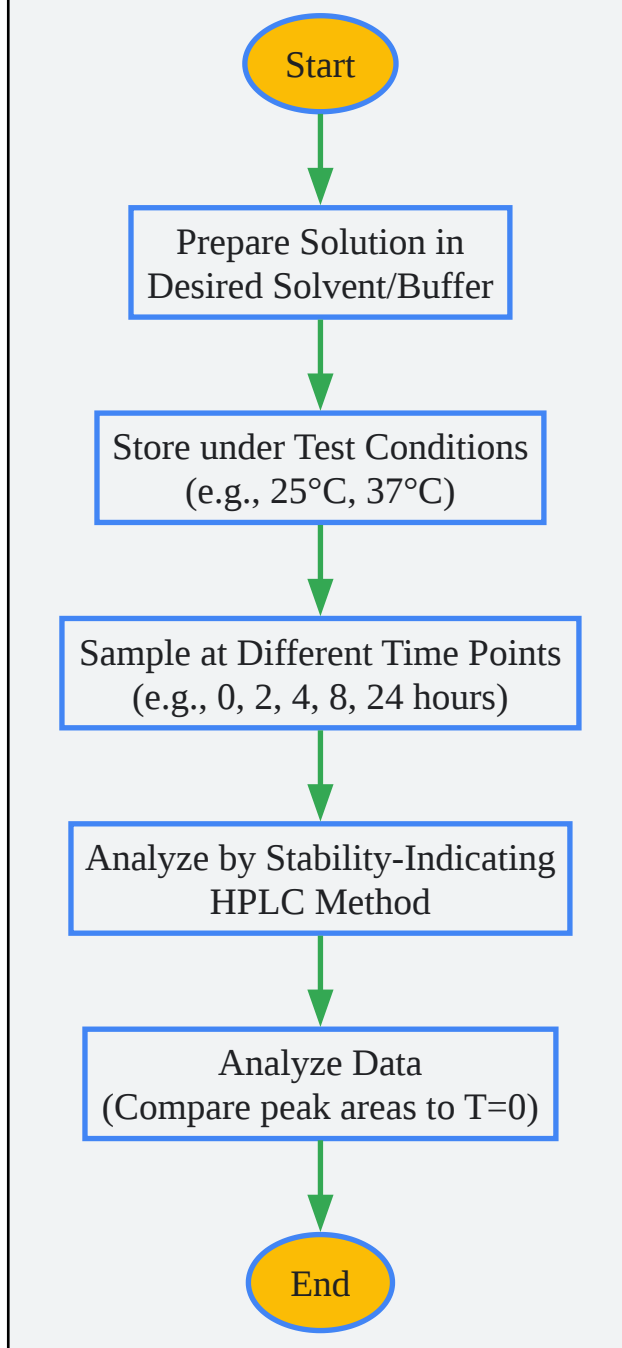 Start
Prepare Solution in
Desired Solvent/Buffer
Store under Test Conditions
(e.g., 25°C, 37°C)
Sample at Different Time Points
(e.g., 0, 2, 4, 8, 24 hours)
Analyze by Stability-Indicating
HPLC Method
Analyze Data
(Compare peak areas to T=0)
End